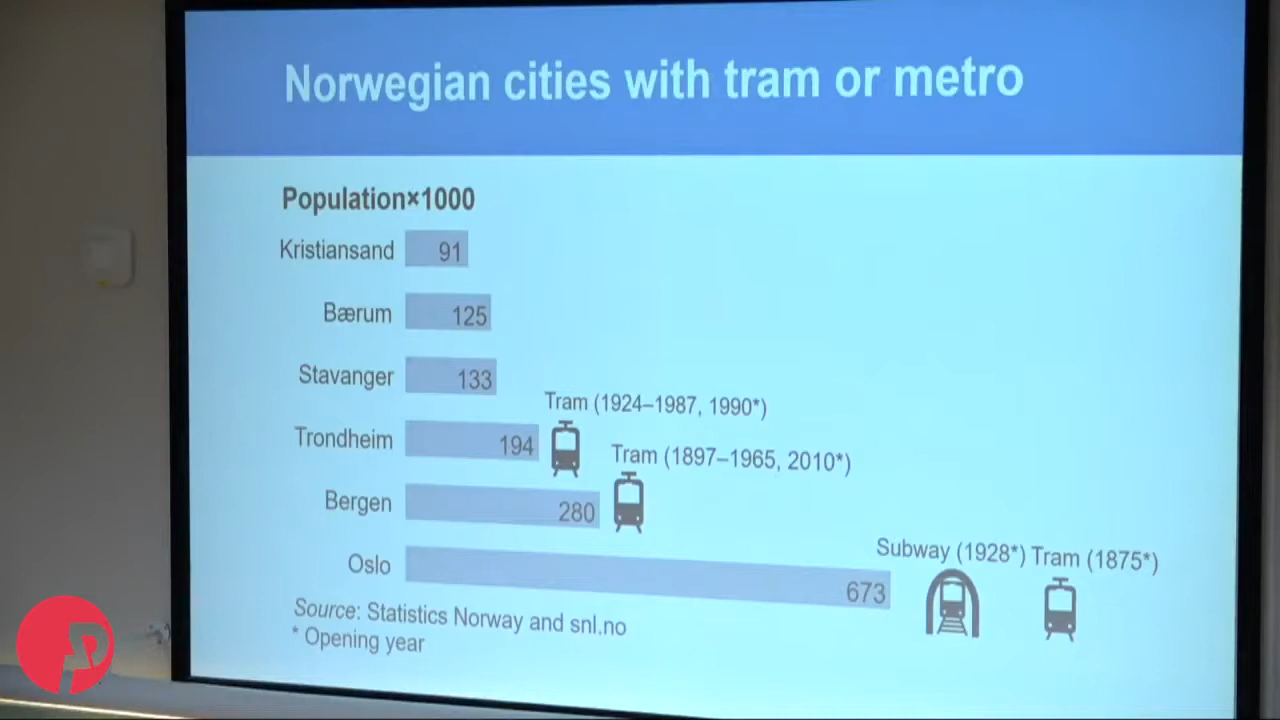 Norwegian cities with tram or metro
Population×1000
Kristiansand 91
Bærum 125
Stavanger 133
Tram (1924–1987, 1990*)
Trondheim 194
Tram (1897–1965, 2010*)
Bergen 280
Subway (1928*) Tram (1875*)
Oslo 673
Source: Statistics Norway and snl.no
* Opening year